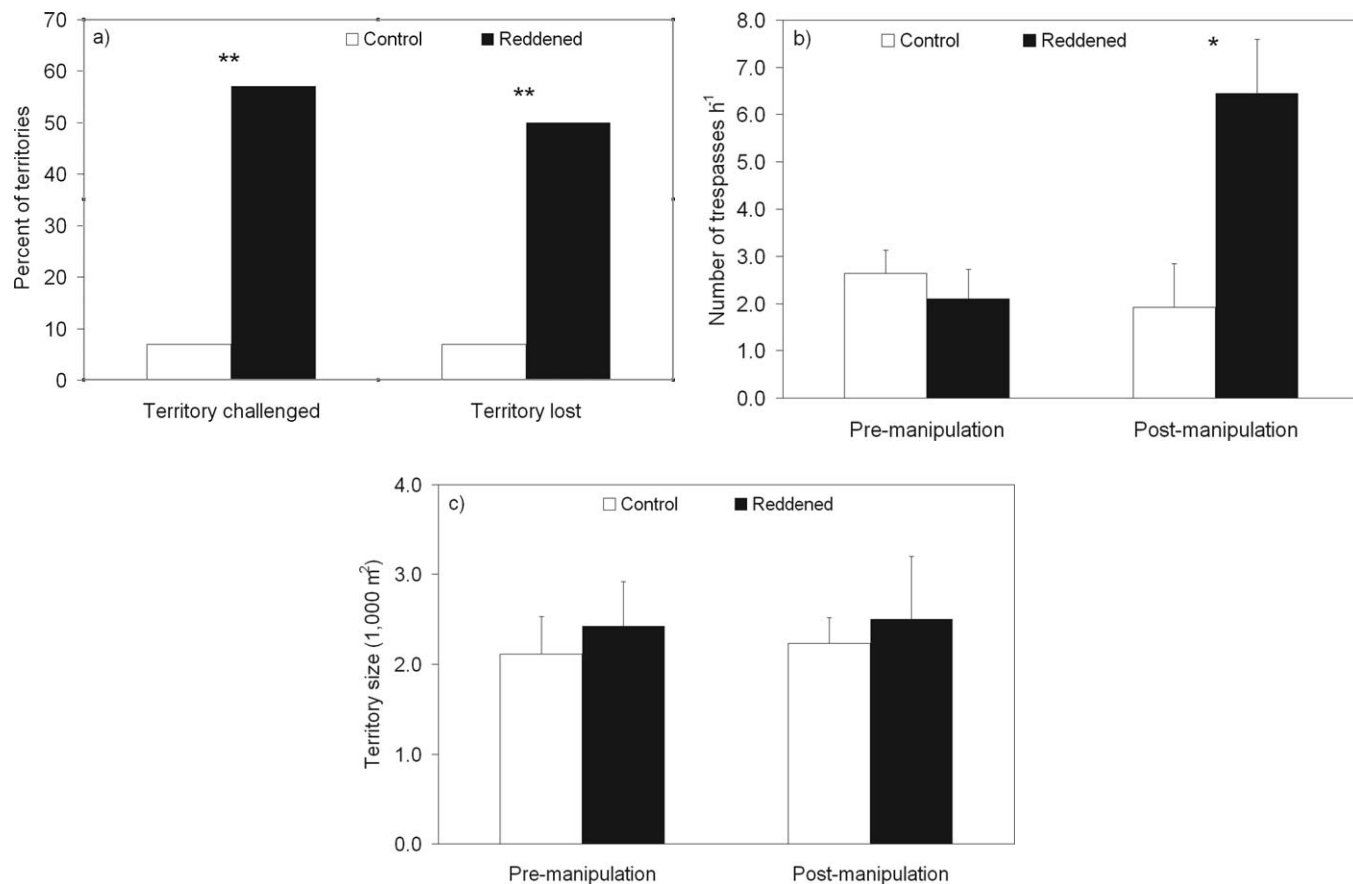 a)
Control Reddened
Percent of territories
70
60
50
40
30
20
10
0
**
**
Territory challenged Territory lost
b)
Control Reddened
Number of trespasses h-1
8.0
7.0
6.0
5.0
4.0
3.0
2.0
1.0
0.0
*
Pre-manipulation Post-manipulation
c)
Control Reddened
Territory size (1,000 m2)
4.0
3.0
2.0
1.0
0.0
Pre-manipulation Post-manipulation